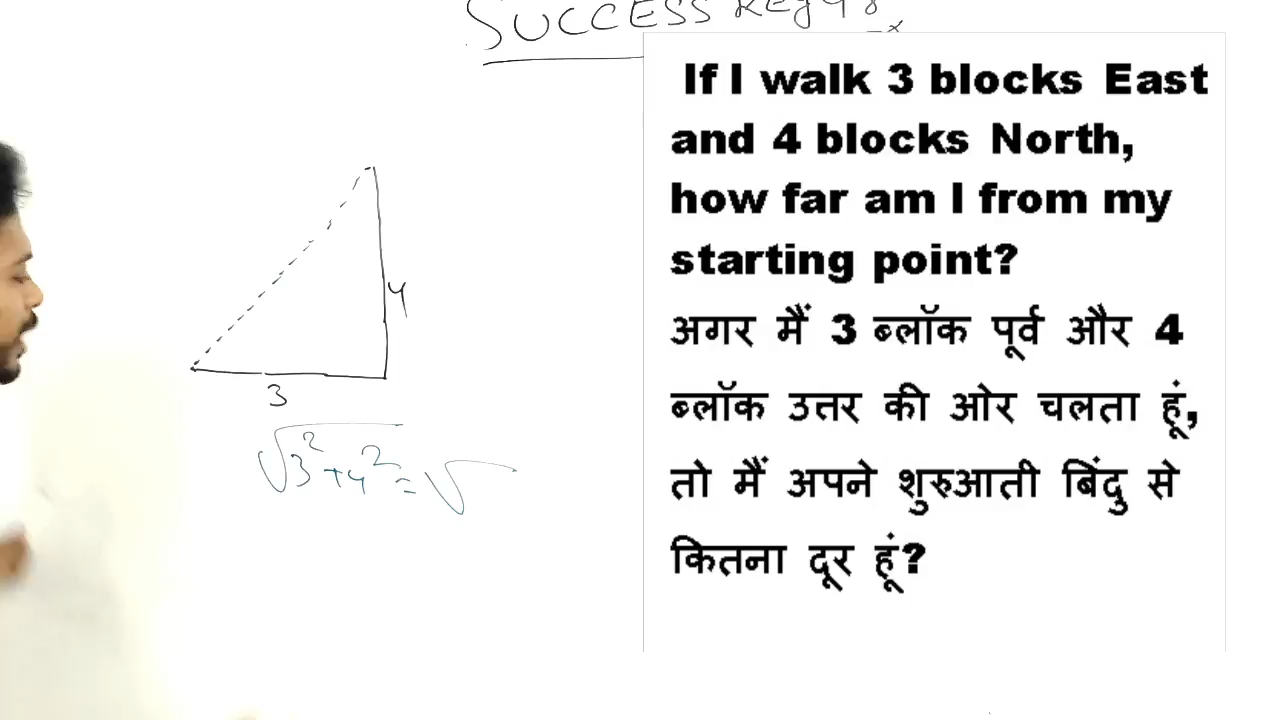 SUCCESS
If I walk 3 blocks East
and 4 blocks North,
how far am I from my
starting point?
अगर मैं 3 ब्लॉक पूर्व और 4
ब्लॉक उत्तर की ओर चलता हूं,
तो मैं अपने शुरुआती बिंदु से
कितना दूर हूं?
4
3
√3²+4² = √